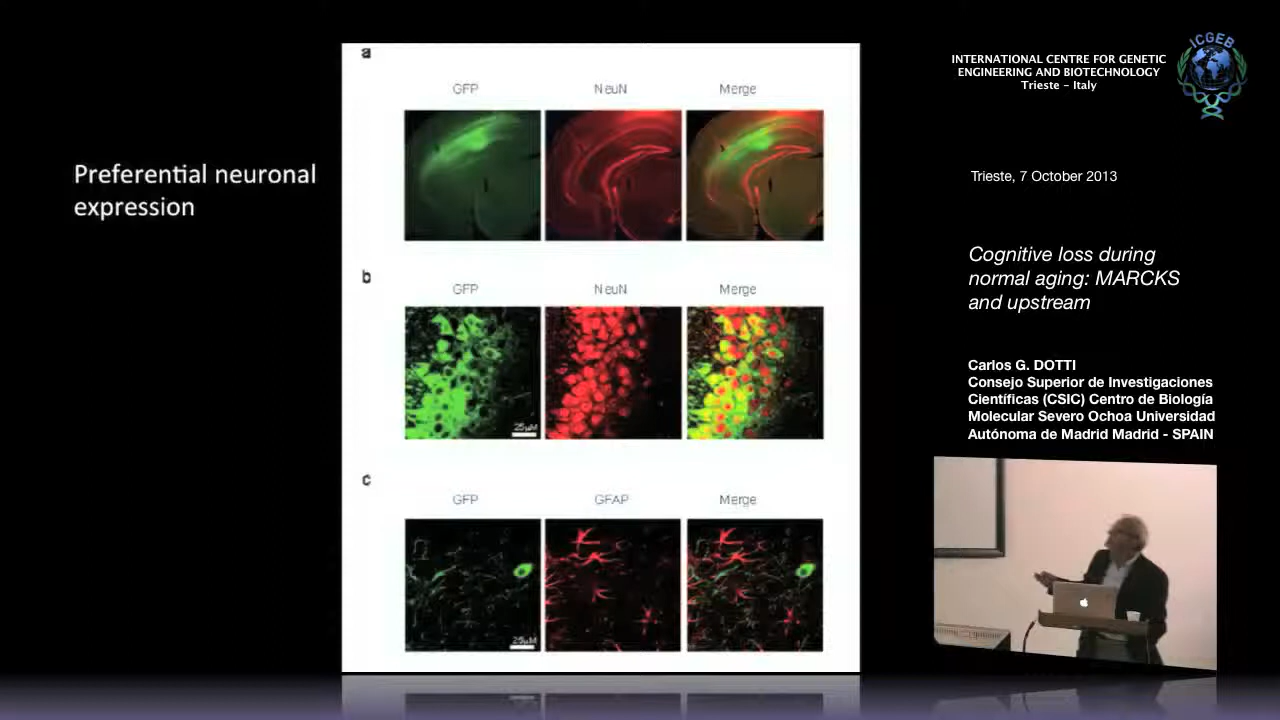 Preferential neuronal
expression
a
GFP NeuN Merge
b
GFP NeuN Merge
25µM
c
GFP GFAP Merge
25µM
INTERNATIONAL CENTRE FOR GENETIC
ENGINEERING AND BIOTECHNOLOGY
Trieste - Italy
ICGEB
Trieste, 7 October 2013
Cognitive loss during
normal aging: MARCKS
and upstream
Carlos G. DOTTI
Consejo Superior de Investigaciones
Científicas (CSIC) Centro de Biología
Molecular Severo Ochoa Universidad
Autónoma de Madrid Madrid - SPAIN